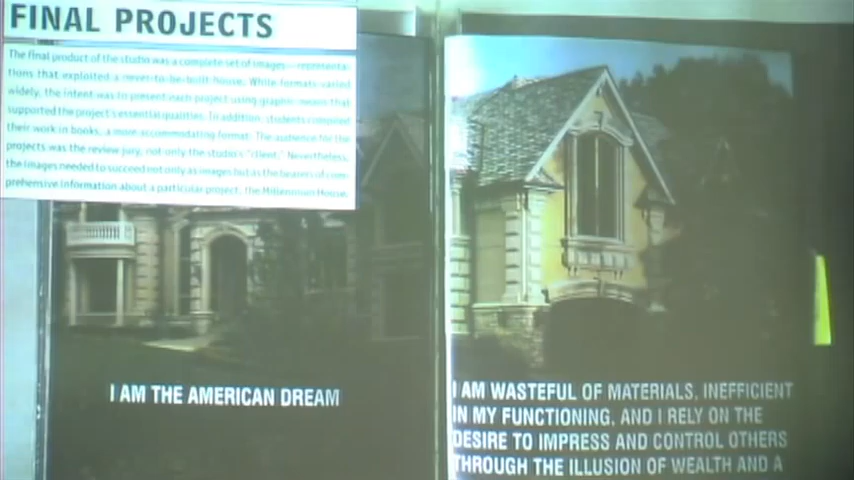 FINAL PROJECTS
The final product of the studio was a complete set of images—representa-
tions that exploited a never-to-be-built house. While formats varied
widely, the intent was to present each project using graphic means that
supported the project's essential qualities. In addition, students compiled
their work in books, a more accommodating format. The audience for the
projects was the review jury, not only the studio's "client." Nevertheless,
the images needed to succeed not only as images but as the bearers of com-
prehensive information about a particular project, the Millennium House.
I AM THE AMERICAN DREAM
I AM WASTEFUL OF MATERIALS, INEFFICIENT
IN MY FUNCTIONING, AND I RELY ON THE
DESIRE TO IMPRESS AND CONTROL OTHERS
THROUGH THE ILLUSION OF WEALTH AND A